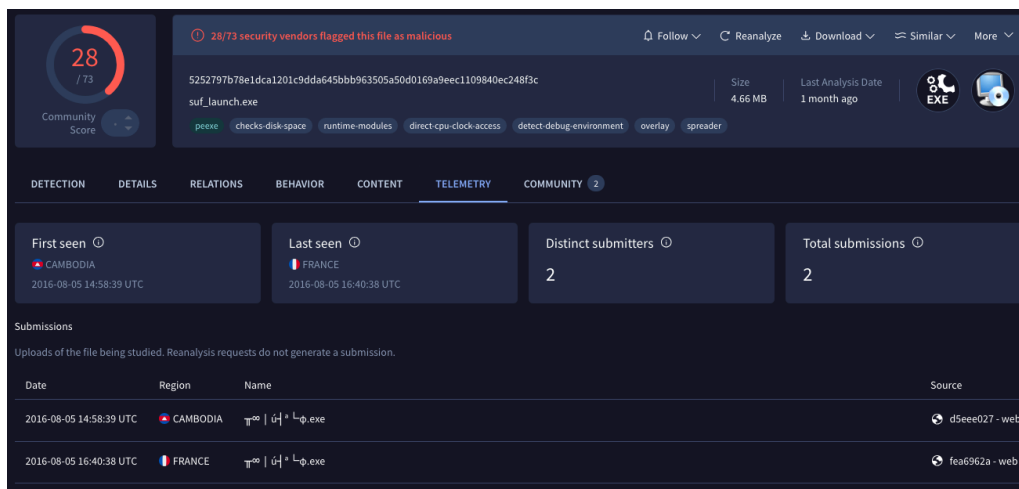 28
/ 73
Community
Score
28/73 security vendors flagged this file as malicious
Follow
Reanalyze
Download
Similar
More
5252797b78e1dca1201c9dda645bbb963505a50d0169a9eec1109840ec248f3c
suf_launch.exe
Size
4.66 MB
Last Analysis Date
1 month ago
EXE
peexe
checks-disk-space
runtime-modules
direct-cpu-clock-access
detect-debug-environment
overlay
spreader
DETECTION
DETAILS
RELATIONS
BEHAVIOR
CONTENT
TELEMETRY
COMMUNITY 2
First seen
CAMBODIA
2016-08-05 14:58:39 UTC
Last seen
FRANCE
2016-08-05 16:40:38 UTC
Distinct submitters
2
Total submissions
2
Submissions
Uploads of the file being studied. Reanalysis requests do not generate a submission.
Date Region Name Source
2016-08-05 14:58:39 UTC CAMBODIA ╥∞│ú┤ª└φ.exe d5eee027 - web
2016-08-05 16:40:38 UTC FRANCE ╥∞│ú┤ª└φ.exe fea6962a - web